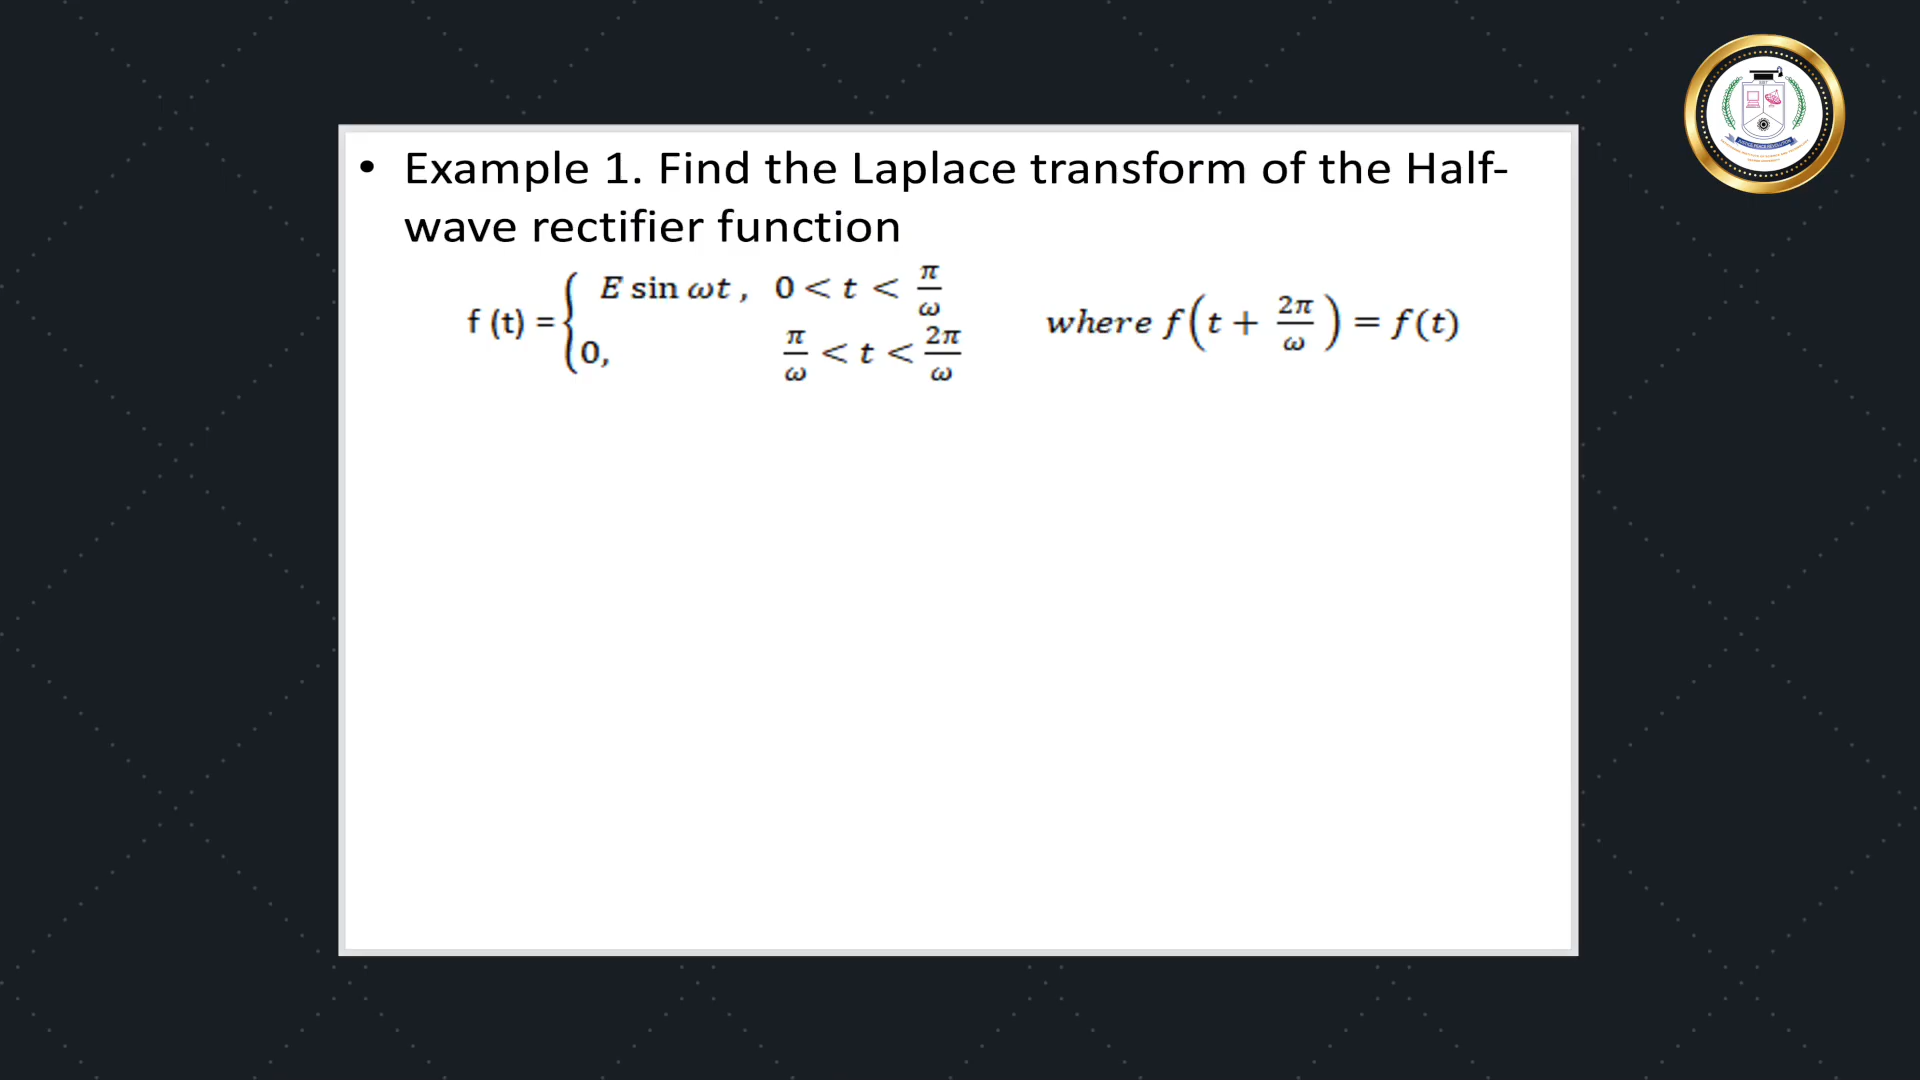 • Example 1. Find the Laplace transform of the Half-
wave rectifier function
f (t) = { E sin ωt , 0 < t < π/ω
0, π/ω < t < 2π/ω
where f(t + 2π/ω) = f(t)